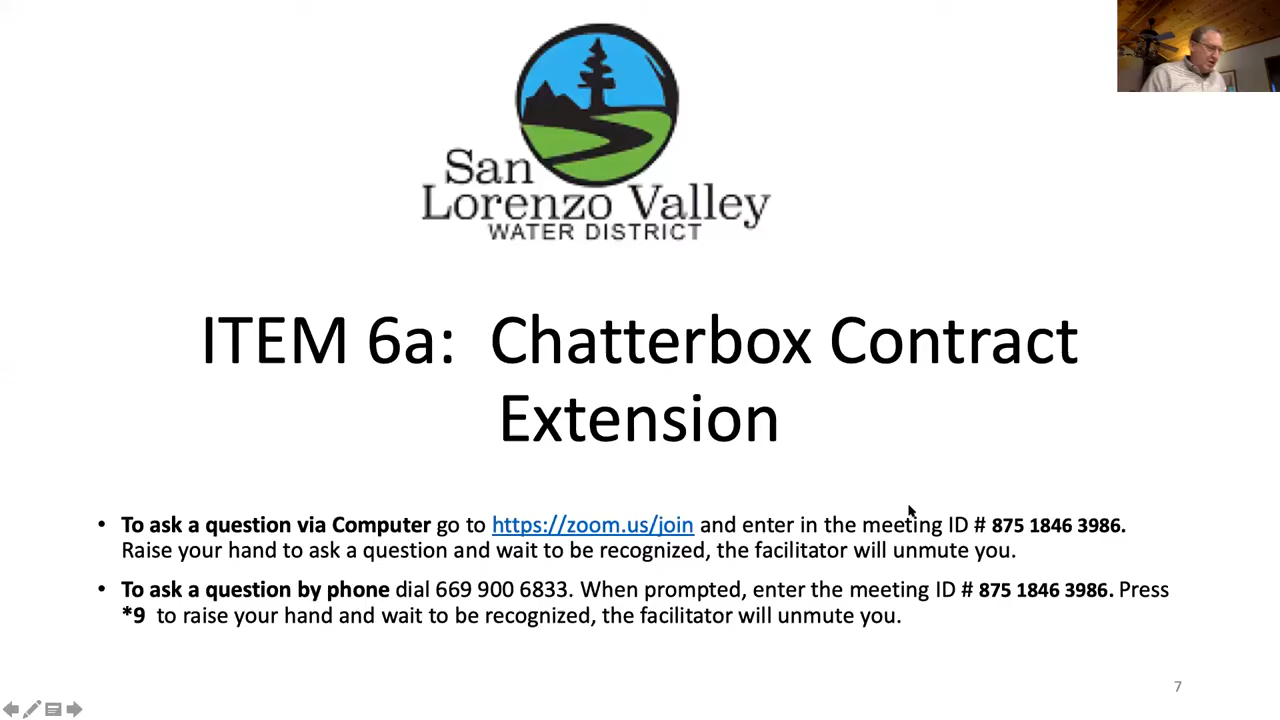 San
Lorenzo Valley
WATER DISTRICT
ITEM 6a: Chatterbox Contract
Extension
• To ask a question via Computer go to https://zoom.us/join and enter in the meeting ID # 875 1846 3986.
Raise your hand to ask a question and wait to be recognized, the facilitator will unmute you.
• To ask a question by phone dial 669 900 6833. When prompted, enter the meeting ID # 875 1846 3986. Press
*9 to raise your hand and wait to be recognized, the facilitator will unmute you.
7